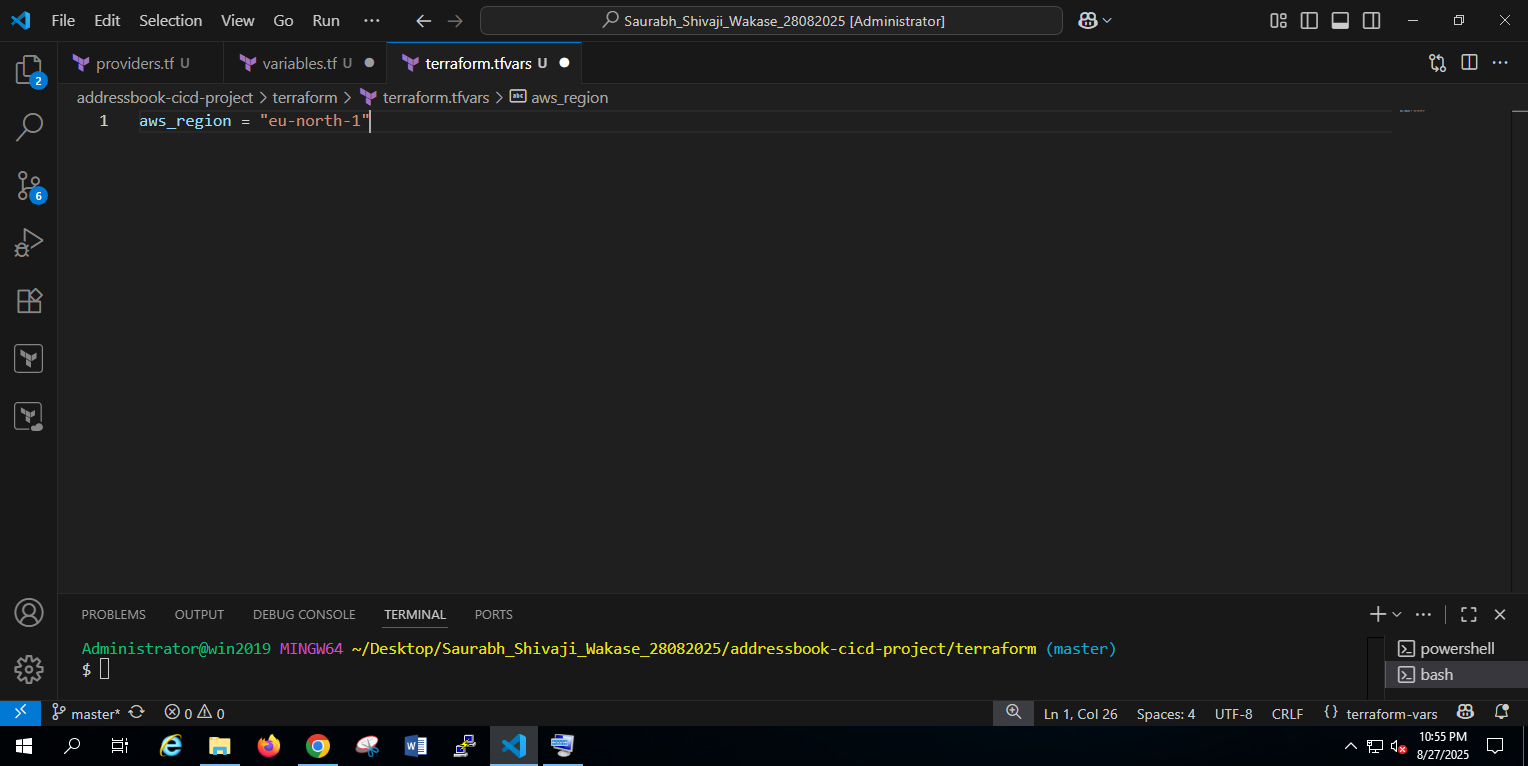 File Edit Selection View Go Run ··· Saurabh_Shivaji_Wakase_28082025 [Administrator]
providers.tf U variables.tf U terraform.tfvars U
addressbook-cicd-project > terraform > terraform.tfvars > abc aws_region
1 aws_region = "eu-north-1"
2
6
PROBLEMS OUTPUT DEBUG CONSOLE TERMINAL PORTS
Administrator@win2019 MINGW64 ~/Desktop/Saurabh_Shivaji_Wakase_28082025/addressbook-cicd-project/terraform (master)
$
powershell
bash
master* 0 0 Ln 1, Col 26 Spaces: 4 UTF-8 CRLF {} terraform-vars
10:55 PM
8/27/2025